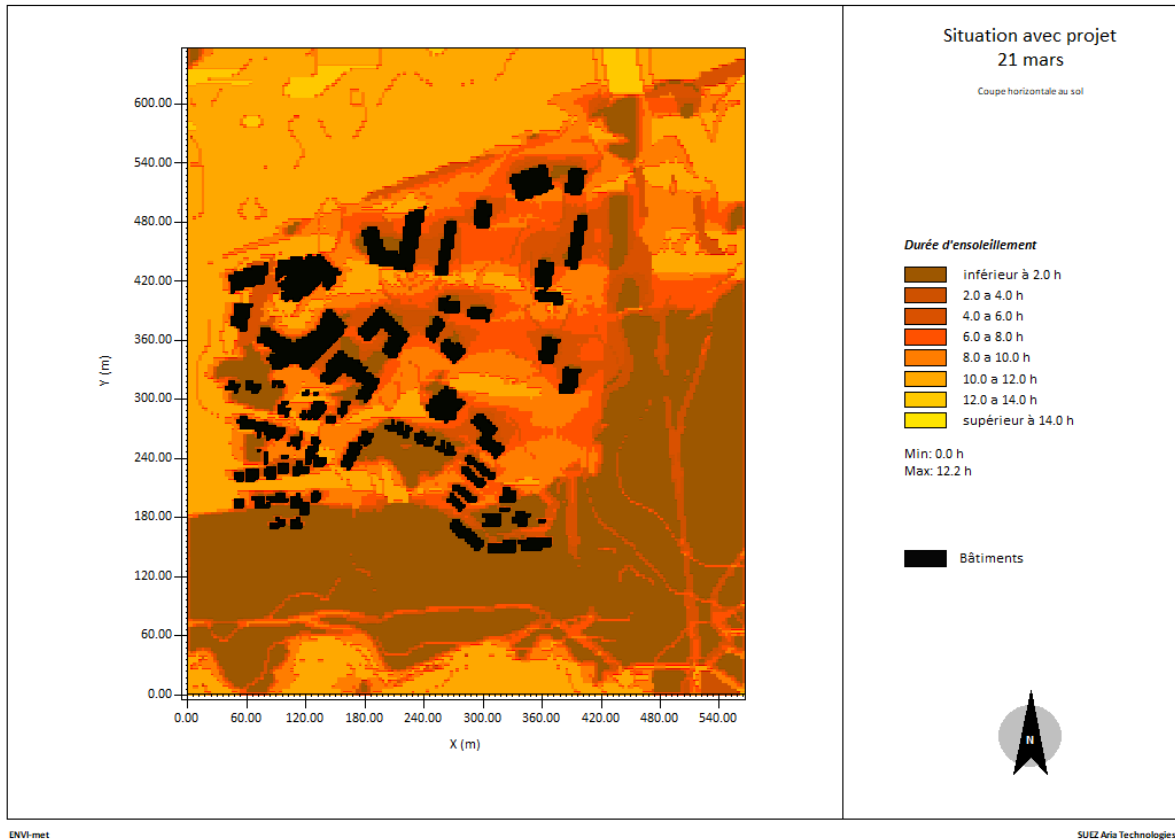 Situation avec projet
21 mars
Coupe horizontale au sol
600.00
540.00
480.00
420.00
360.00
300.00
240.00
180.00
120.00
60.00
0.00
Y (m)
0.00 60.00 120.00 180.00 240.00 300.00 360.00 420.00 480.00 540.00
X (m)
Durée d'ensoleillement
inférieur à 2.0 h
2.0 a 4.0 h
4.0 a 6.0 h
6.0 a 8.0 h
8.0 a 10.0 h
10.0 a 12.0 h
12.0 a 14.0 h
supérieur à 14.0 h
Min: 0.0 h
Max: 12.2 h
Bâtiments
N
ENVI-met
SUEZ Aria Technologies